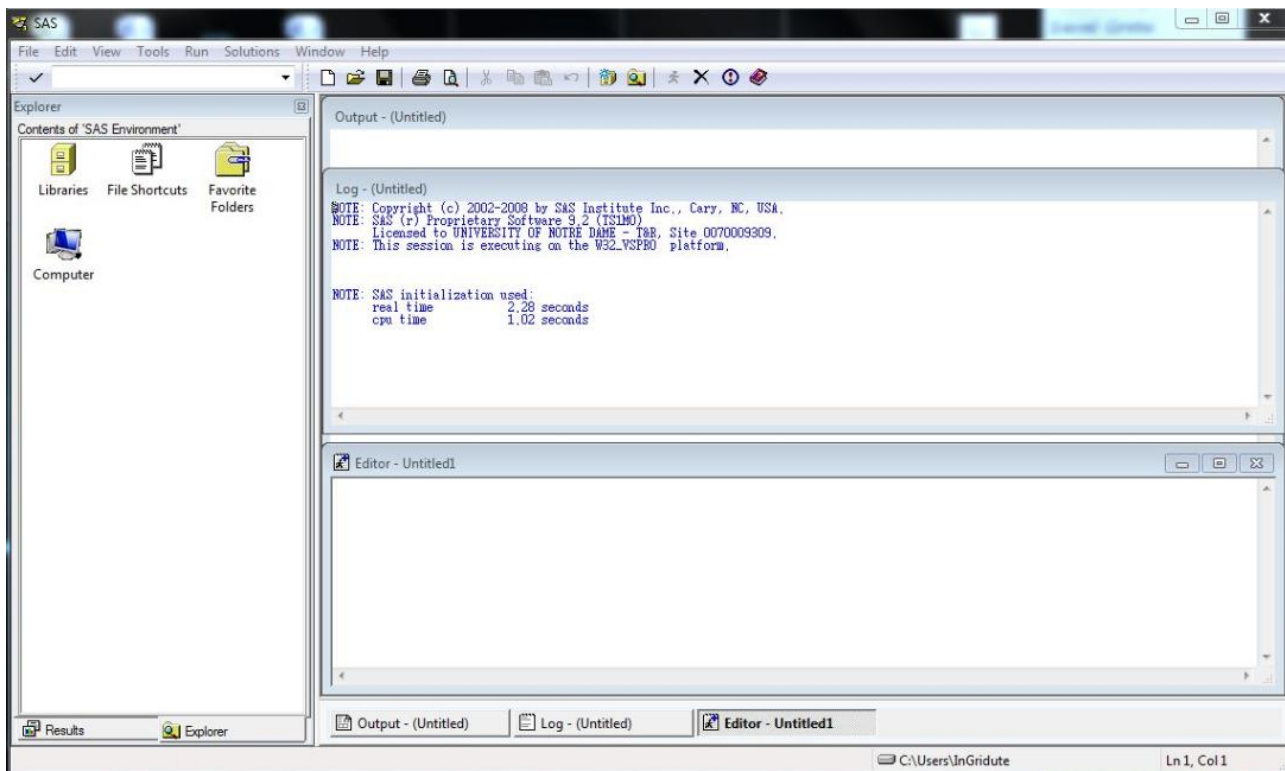 SAS
File Edit View Tools Run Solutions Window Help
Explorer
Contents of 'SAS Environment'
Libraries File Shortcuts Favorite Folders
Computer
Output - (Untitled)
Log - (Untitled)
NOTE: Copyright (c) 2002-2008 by SAS Institute Inc., Cary, NC, USA.
NOTE: SAS (r) Proprietary Software 9.2 (TS1M0)
Licensed to UNIVERSITY OF NOTRE DAME - T&R, Site 0070009309.
NOTE: This session is executing on the W32_VSPRO platform.
NOTE: SAS initialization used:
real time 2.28 seconds
cpu time 1.02 seconds
Editor - Untitled1
Results Explorer
Output - (Untitled) Log - (Untitled) Editor - Untitled1
C:\Users\InGridute Ln 1, Col 1